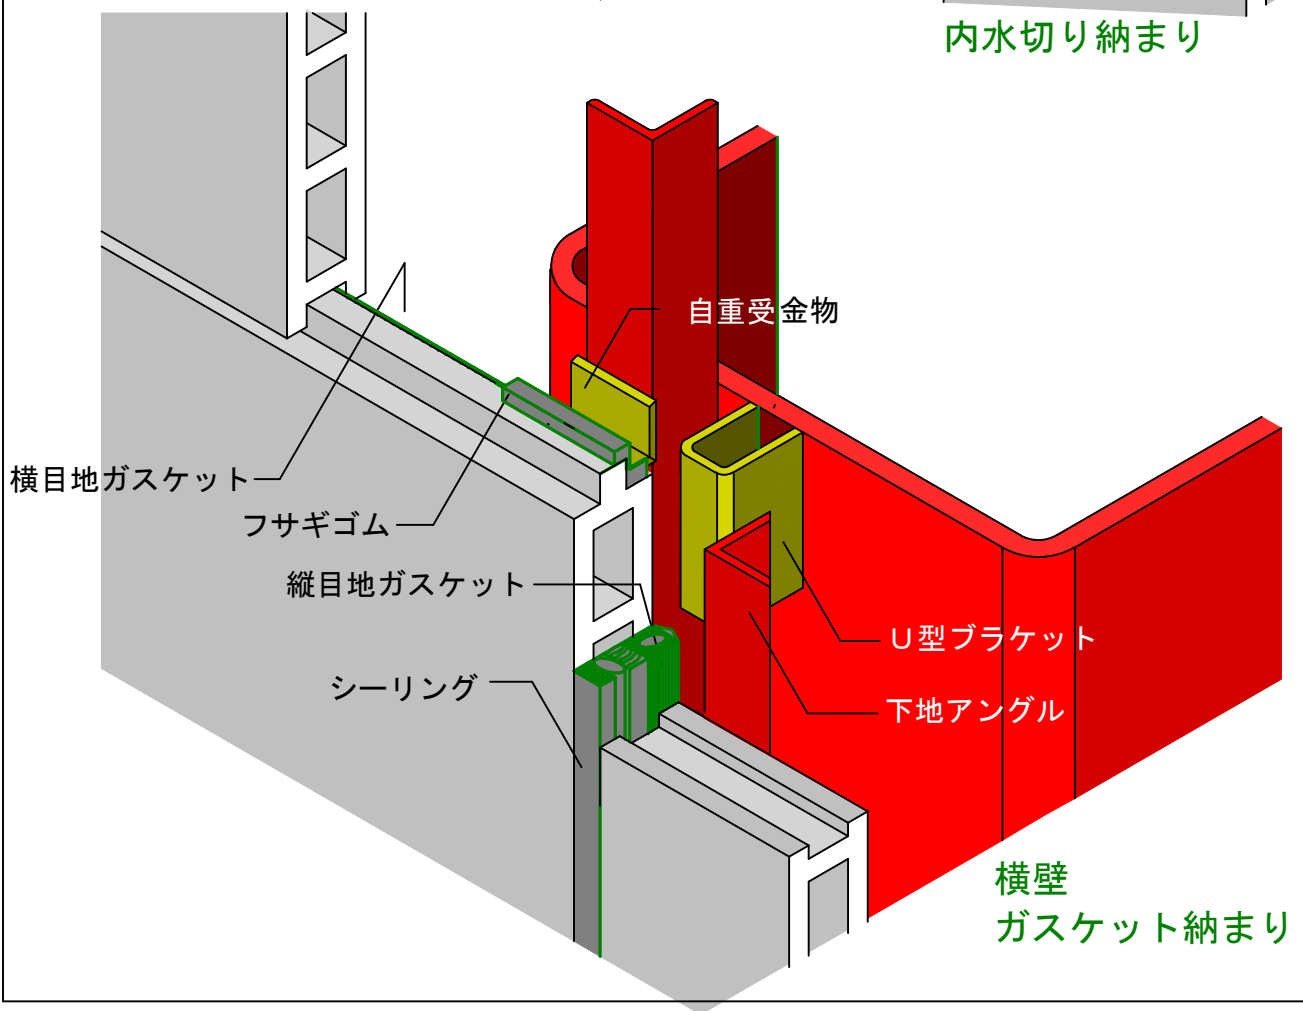 内水切り納まり
自重受金物
横目地ガスケット
フサギゴム
縦目地ガスケット
U型ブラケット
シーリング
下地アングル
横壁
ガスケット納まり